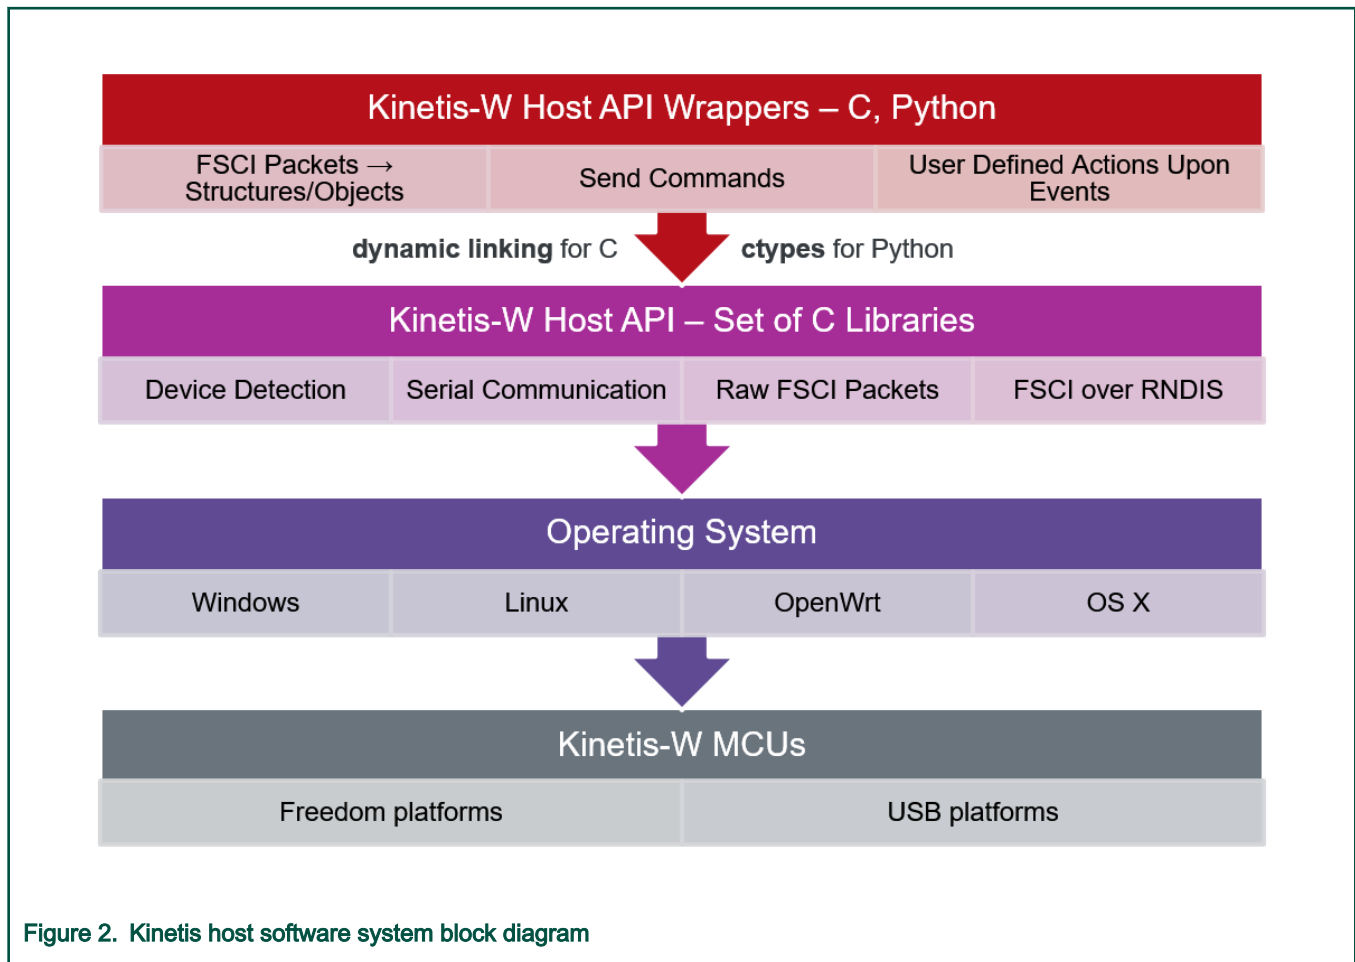 Kinetis-W Host API Wrappers – C, Python
FSCI Packets →
Structures/Objects
Send Commands
User Defined Actions Upon
Events
dynamic linking for C
ctypes for Python
Kinetis-W Host API – Set of C Libraries
Device Detection
Serial Communication
Raw FSCI Packets
FSCI over RNDIS
Operating System
Windows
Linux
OpenWrt
OS X
Kinetis-W MCUs
Freedom platforms
USB platforms
Figure 2. Kinetis host software system block diagram